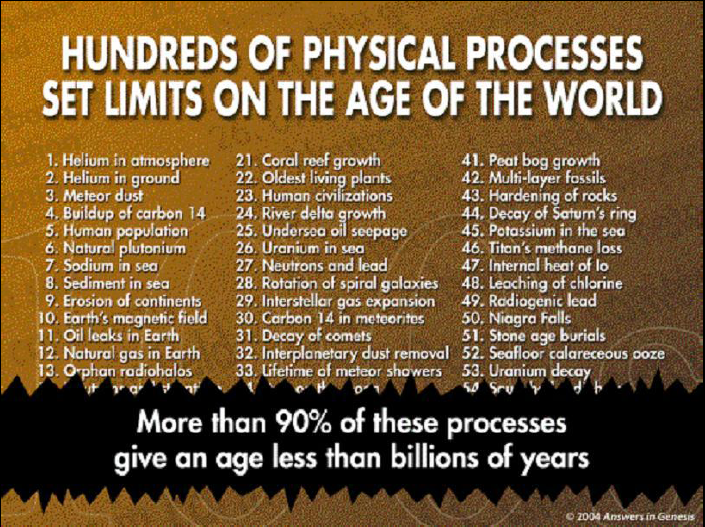 HUNDREDS OF PHYSICAL PROCESSES
SET LIMITS ON THE AGE OF THE WORLD
1. Helium in atmosphere
2. Helium in ground
3. Meteor dust
4. Buildup of carbon 14
5. Human population
6. Natural plutonium
7. Sodium in sea
8. Sediment in sea
9. Erosion of continents
10. Earth's magnetic field
11. Oil leaks in Earth
12. Natural gas in Earth
13. Orphan radiohalos
21. Coral reef growth
22. Oldest living plants
23. Human civilizations
24. River delta growth
25. Undersea oil seepage
26. Uranium in sea
27. Neutrons and lead
28. Rotation of spiral galaxies
29. Interstellar gas expansion
30. Carbon 14 in meteorites
31. Decay of comets
32. Interplanetary dust removal
33. Lifetime of meteor showers
41. Peat bog growth
42. Multi-layer fossils
43. Hardening of rocks
44. Decay of Saturn's ring
45. Potassium in the sea
46. Titan's methane loss
47. Internal heat of Io
48. Leaching of chlorine
49. Radiogenic lead
50. Niagra Falls
51. Stone age burials
52. Seafloor calareceous ooze
53. Uranium decay
More than 90% of these processes
give an age less than billions of years
© 2004 Answers in Genesis